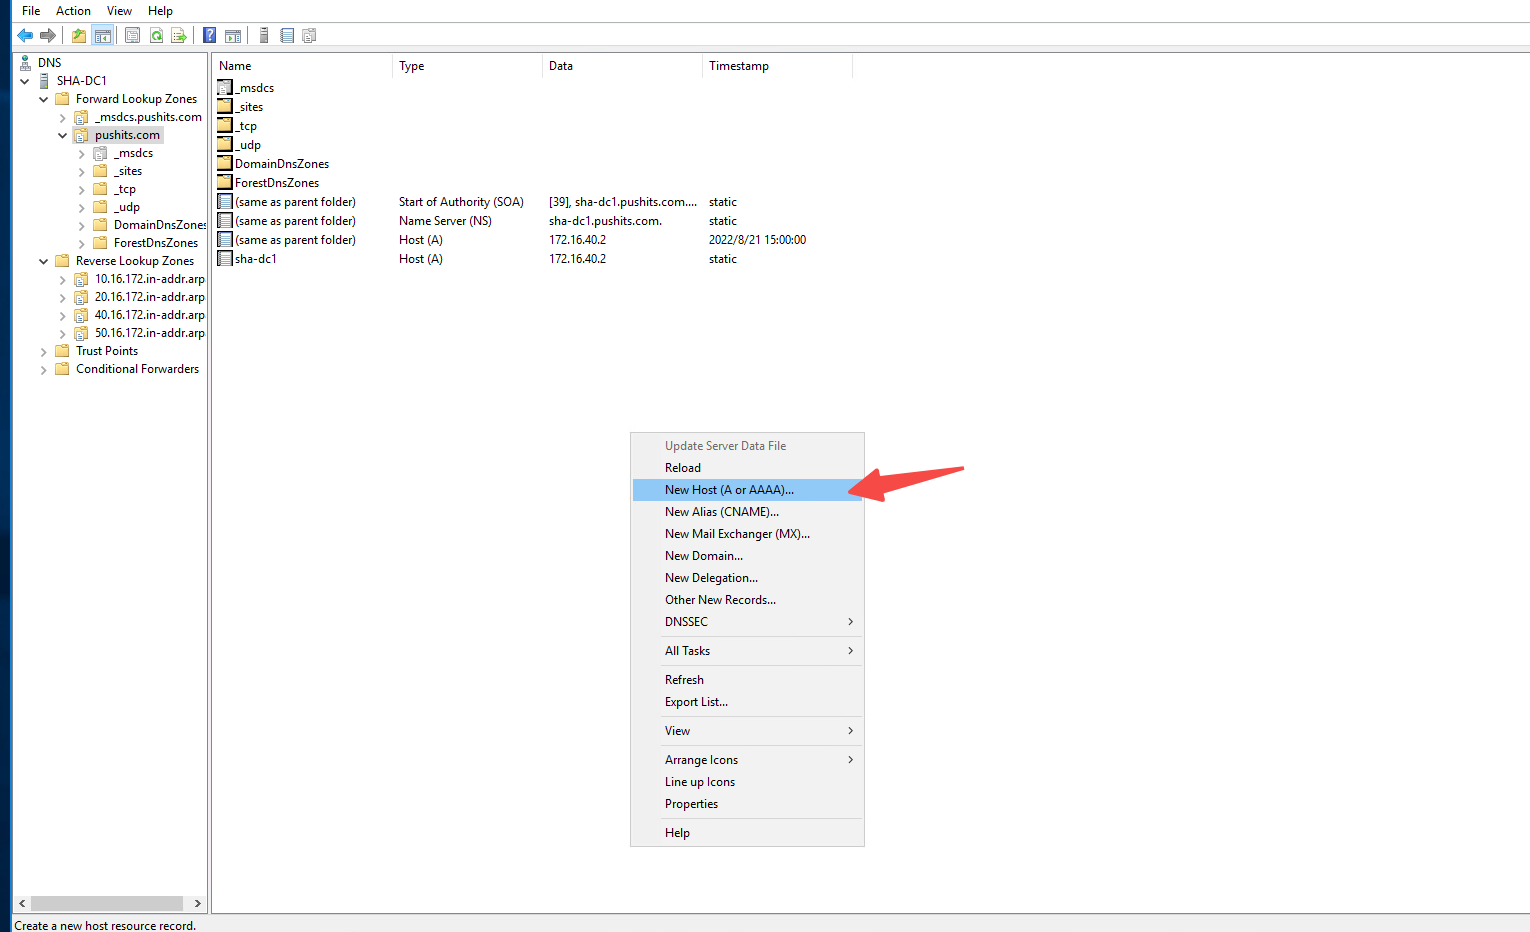 File Action View Help
DNS
SHA-DC1
Forward Lookup Zones
_msdcs.pushits.com
pushits.com
_msdcs
_sites
_tcp
_udp
DomainDnsZones
ForestDnsZones
Reverse Lookup Zones
10.16.172.in-addr.arp
20.16.172.in-addr.arp
40.16.172.in-addr.arp
50.16.172.in-addr.arp
Trust Points
Conditional Forwarders
Name Type Data Timestamp
_msdcs
_sites
_tcp
_udp
DomainDnsZones
ForestDnsZones
(same as parent folder) Start of Authority (SOA) [39], sha-dc1.pushits.com.... static
(same as parent folder) Name Server (NS) sha-dc1.pushits.com. static
(same as parent folder) Host (A) 172.16.40.2 2022/8/21 15:00:00
sha-dc1 Host (A) 172.16.40.2 static
Update Server Data File
Reload
New Host (A or AAAA)...
New Alias (CNAME)...
New Mail Exchanger (MX)...
New Domain...
New Delegation...
Other New Records...
DNSSEC
All Tasks
Refresh
Export List...
View
Arrange Icons
Line up Icons
Properties
Help
Create a new host resource record.